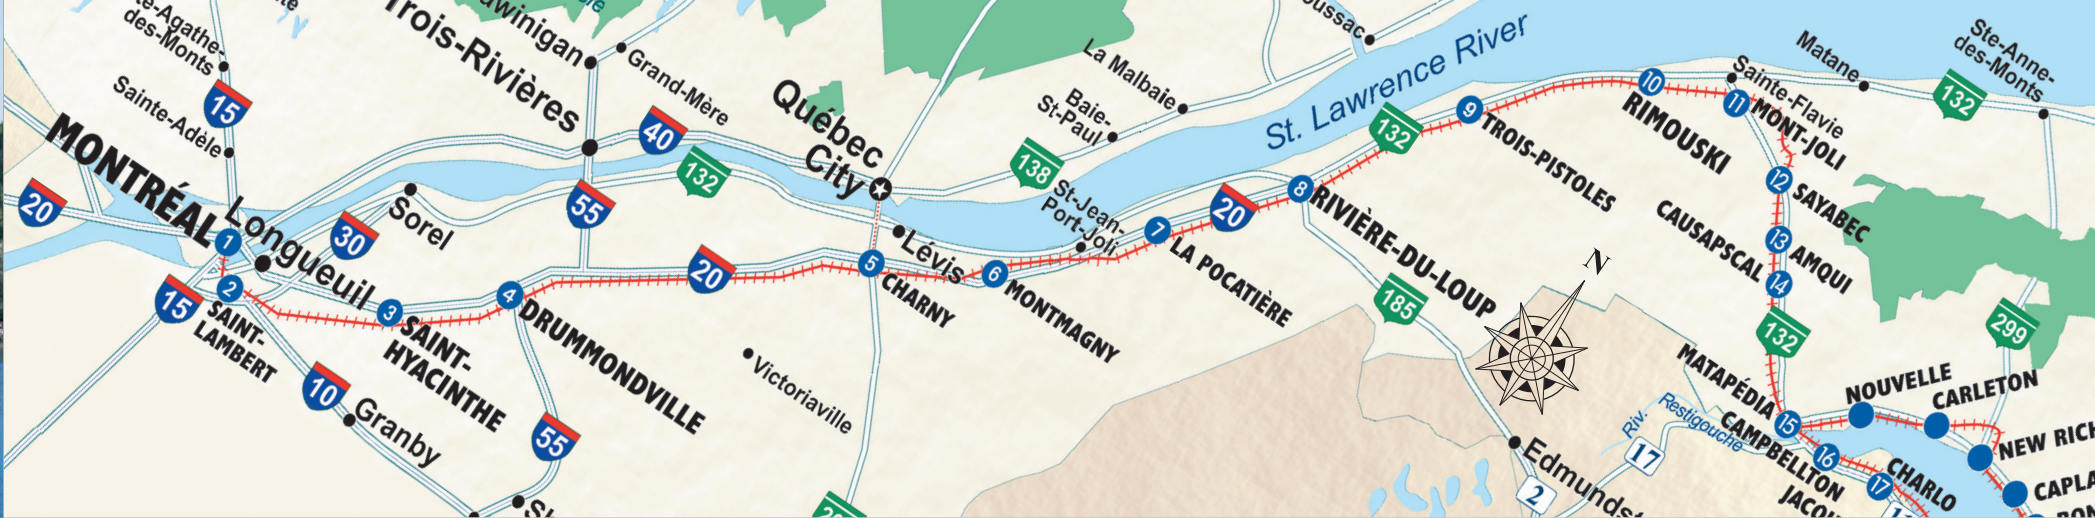 Ste-Anne-
des-Monts
Matane
132
Sainte-Flavie
La Malbaie
Baie-
St-Paul
Grand-Mère
des-Monts
15
Sainte-Adèle
Trois-Rivières
40
Québec
City
St. Lawrence River
132
138
132
10
RIMOUSKI
11
MONT-JOLI
9
TROIS-PISTOLES
MONTRÉAL
20
1
Longueuil
30
Sorel
55
St-Jean-
Port-Joli
7
LA POCATIÈRE
20
8
RIVIÈRE-DU-LOUP
12
SAYABEC
13
AMQUI
CAUSAPSCAL
14
N
15
2
SAINT-
LAMBERT
3
SAINT-
HYACINTHE
4
DRUMMONDVILLE
20
5
CHARNY
Lévis
6
MONTMAGNY
185
132
299
10
Granby
55
Victoriaville
MATAPÉDIA
15
NOUVELLE
CARLETON
Riv.
Restigouche
17
CAMPBELLTON
16
CHARLO
17
2